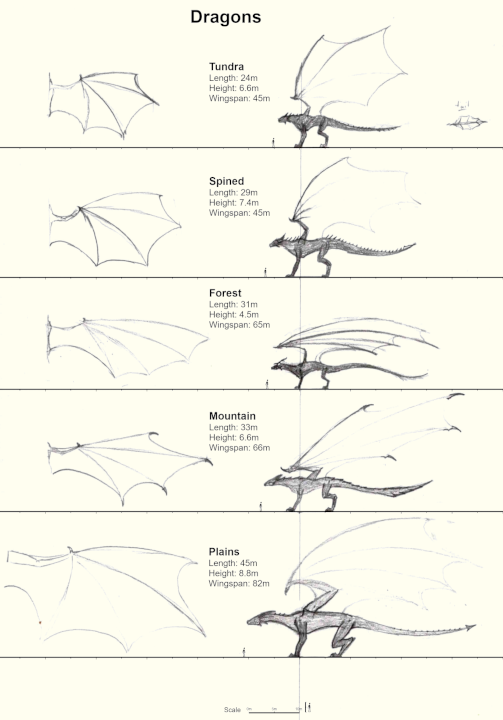 Dragons
Tundra
Length: 24m
Height: 6.6m
Wingspan: 45m
Spined
Length: 29m
Height: 7.4m
Wingspan: 45m
Forest
Length: 31m
Height: 4.5m
Wingspan: 65m
Mountain
Length: 33m
Height: 6.6m
Wingspan: 66m
Plains
Length: 45m
Height: 8.8m
Wingspan: 82m
Scale